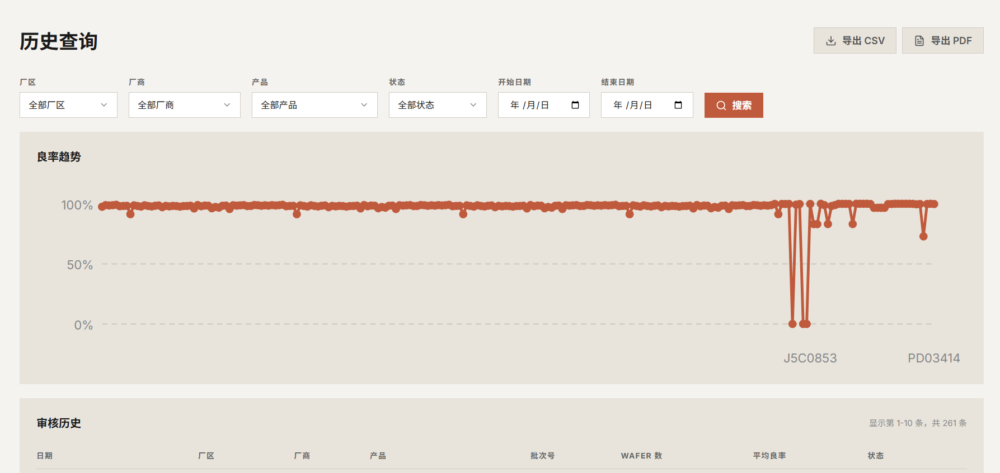 历史查询
导出 CSV
导出 PDF
厂区
厂商
产品
状态
开始日期
结束日期
全部厂区
全部厂商
全部产品
全部状态
年 /月/日
年 /月/日
搜索
良率趋势
100%
50%
0%
J5C0853
PD03414
审核历史
显示第 1-10 条，共 261 条
日期
厂区
厂商
产品
批次号
WAFER 数
平均良率
状态